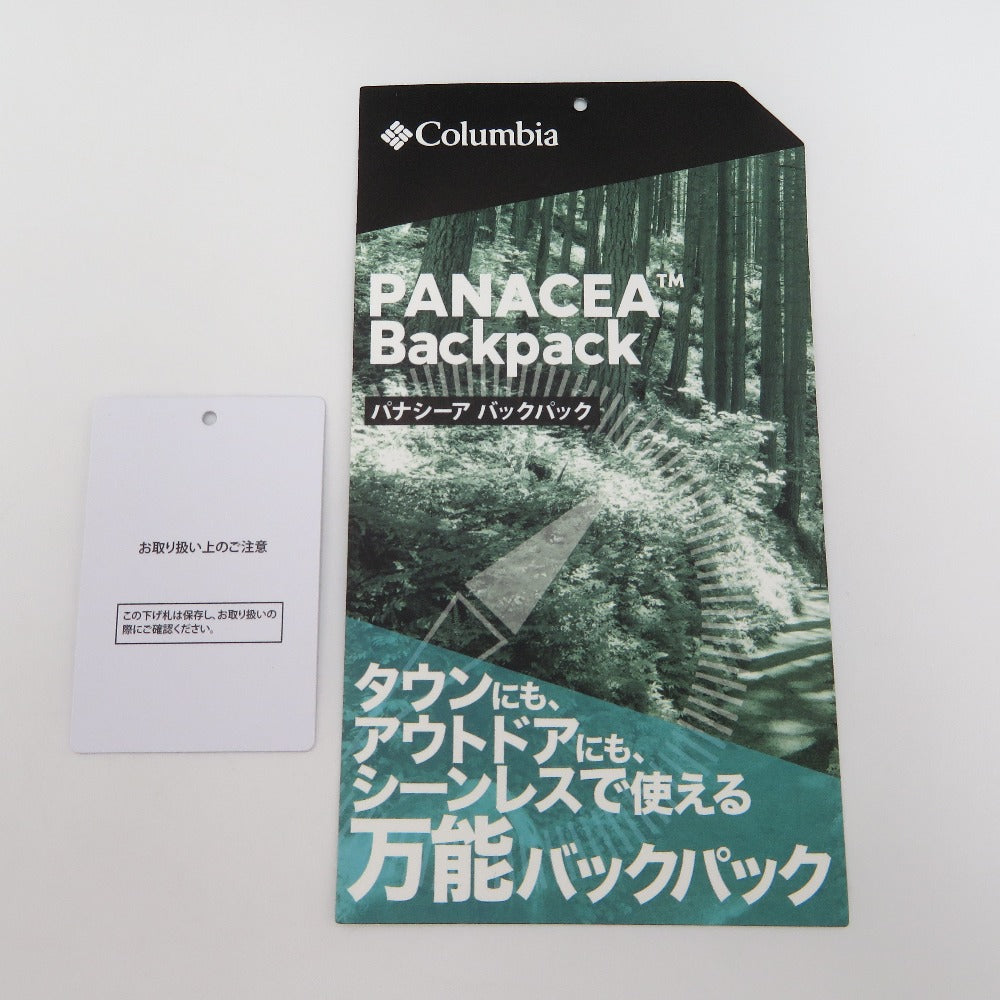 Columbia
PANACEA™
Backpack
パナシーア バックパック
タウンにも、
アウトドアにも、
シーンレスで使える
万能バックパック
お取り扱い上のご注意
この下げ札は保存し、お取り扱いの
際にご確認ください。